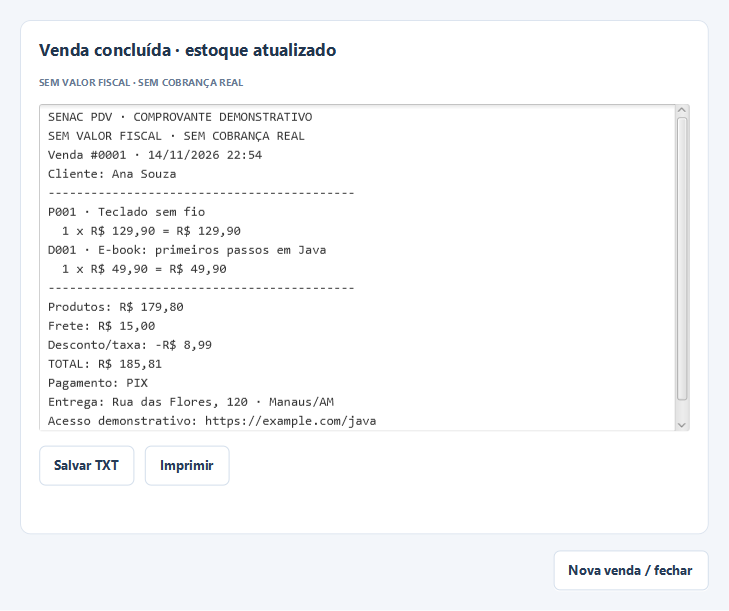 Venda concluída · estoque atualizado
SEM VALOR FISCAL · SEM COBRANÇA REAL
SENAC PDV · COMPROVANTE DEMONSTRATIVO
SEM VALOR FISCAL · SEM COBRANÇA REAL
Venda #0001 · 14/11/2026 22:54
Cliente: Ana Souza
-------------------------------------------
P001 · Teclado sem fio
1 x R$ 129,90 = R$ 129,90
D001 · E-book: primeiros passos em Java
1 x R$ 49,90 = R$ 49,90
-------------------------------------------
Produtos: R$ 179,80
Frete: R$ 15,00
Desconto/taxa: -R$ 8,99
TOTAL: R$ 185,81
Pagamento: PIX
Entrega: Rua das Flores, 120 · Manaus/AM
Acesso demonstrativo: https://example.com/java
Salvar TXT
Imprimir
Nova venda / fechar